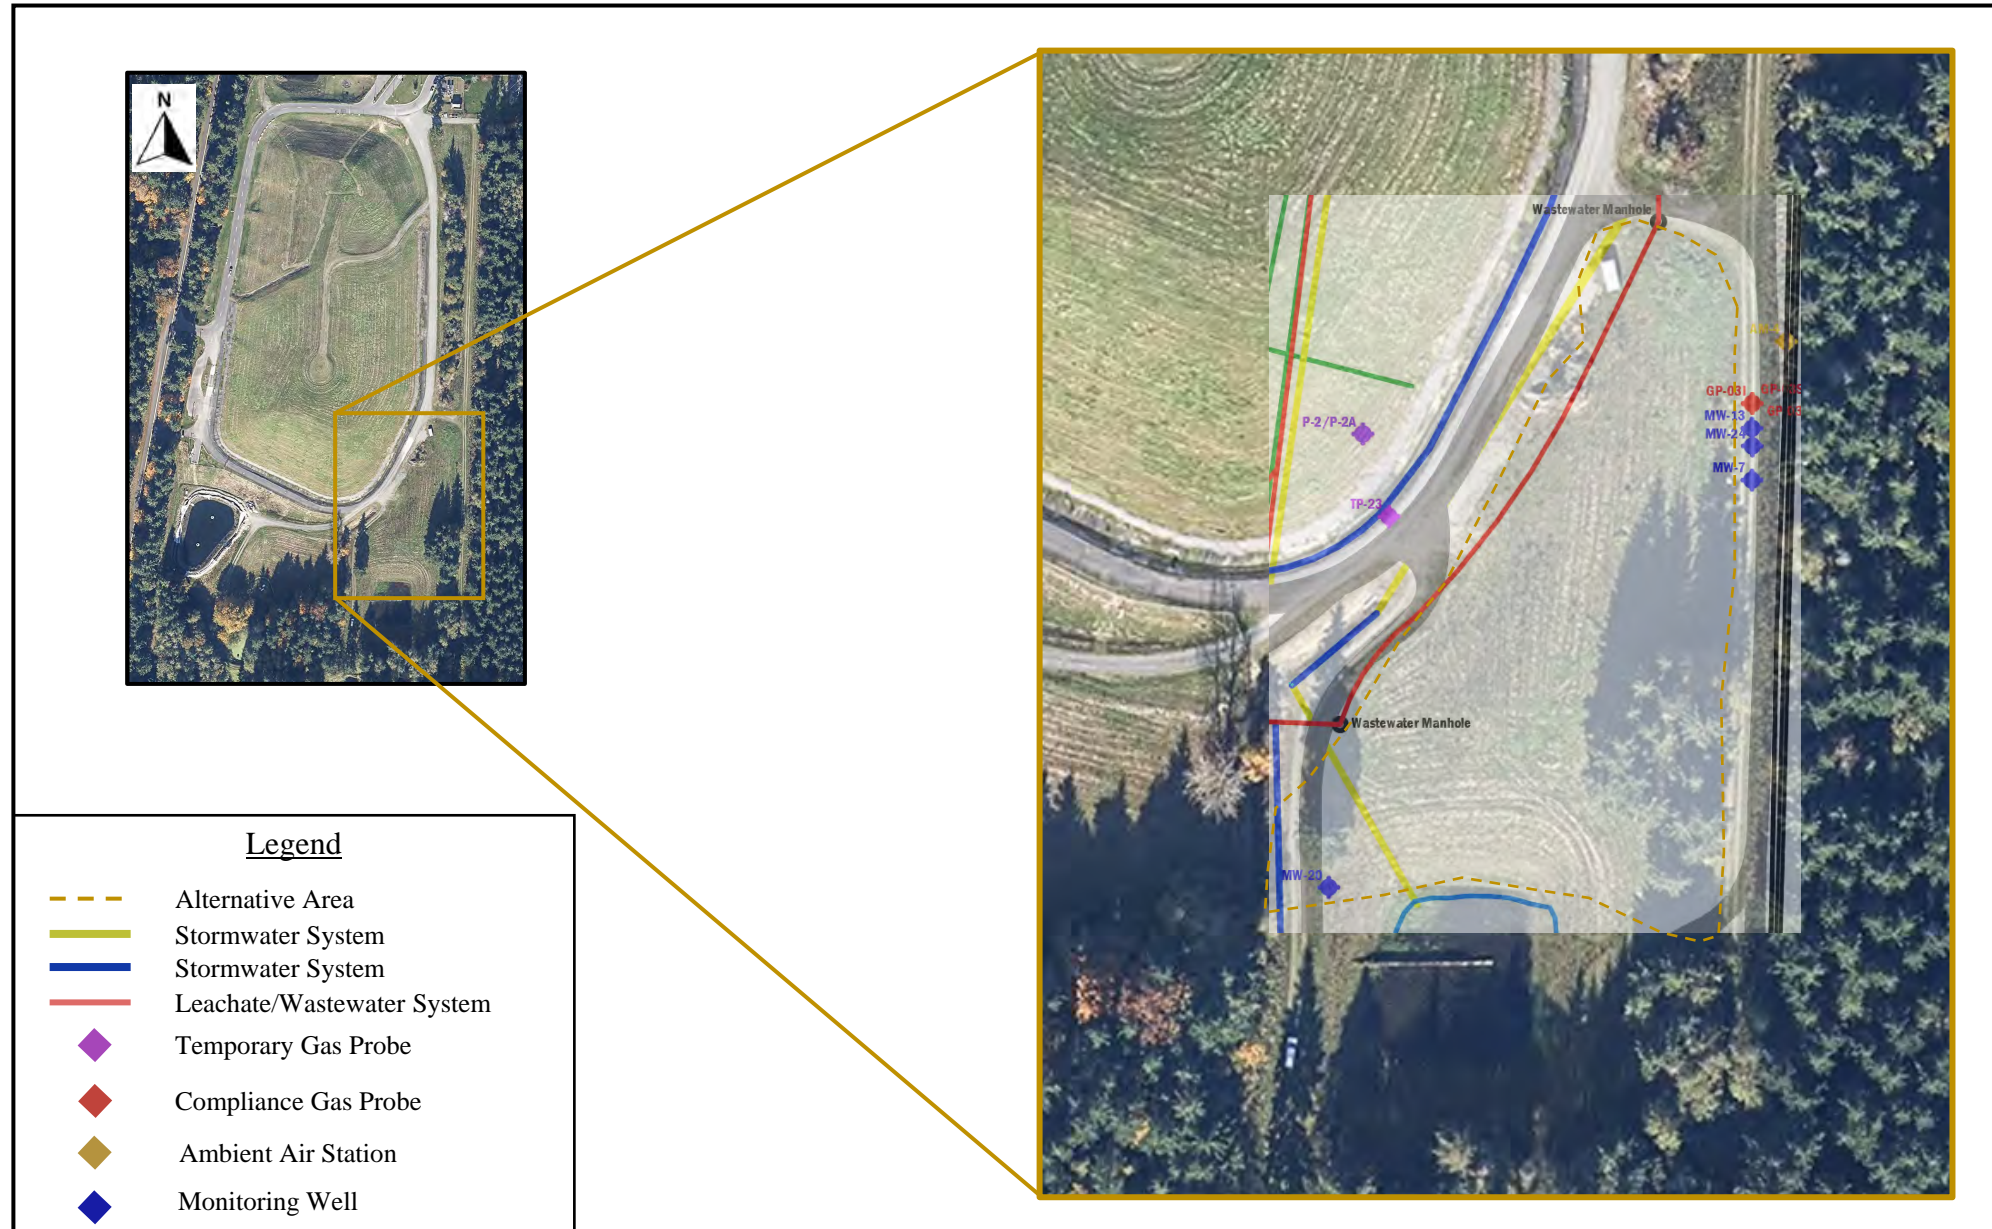 N
Wastewater Manhole
GP-03I
MW-13
P-2/P-2A
MW-24
MW-7
TP-23
Wastewater Manhole
MW-20
Legend
Alternative Area
Stormwater System
Stormwater System
Leachate/Wastewater System
Temporary Gas Probe
Compliance Gas Probe
Ambient Air Station
Monitoring Well